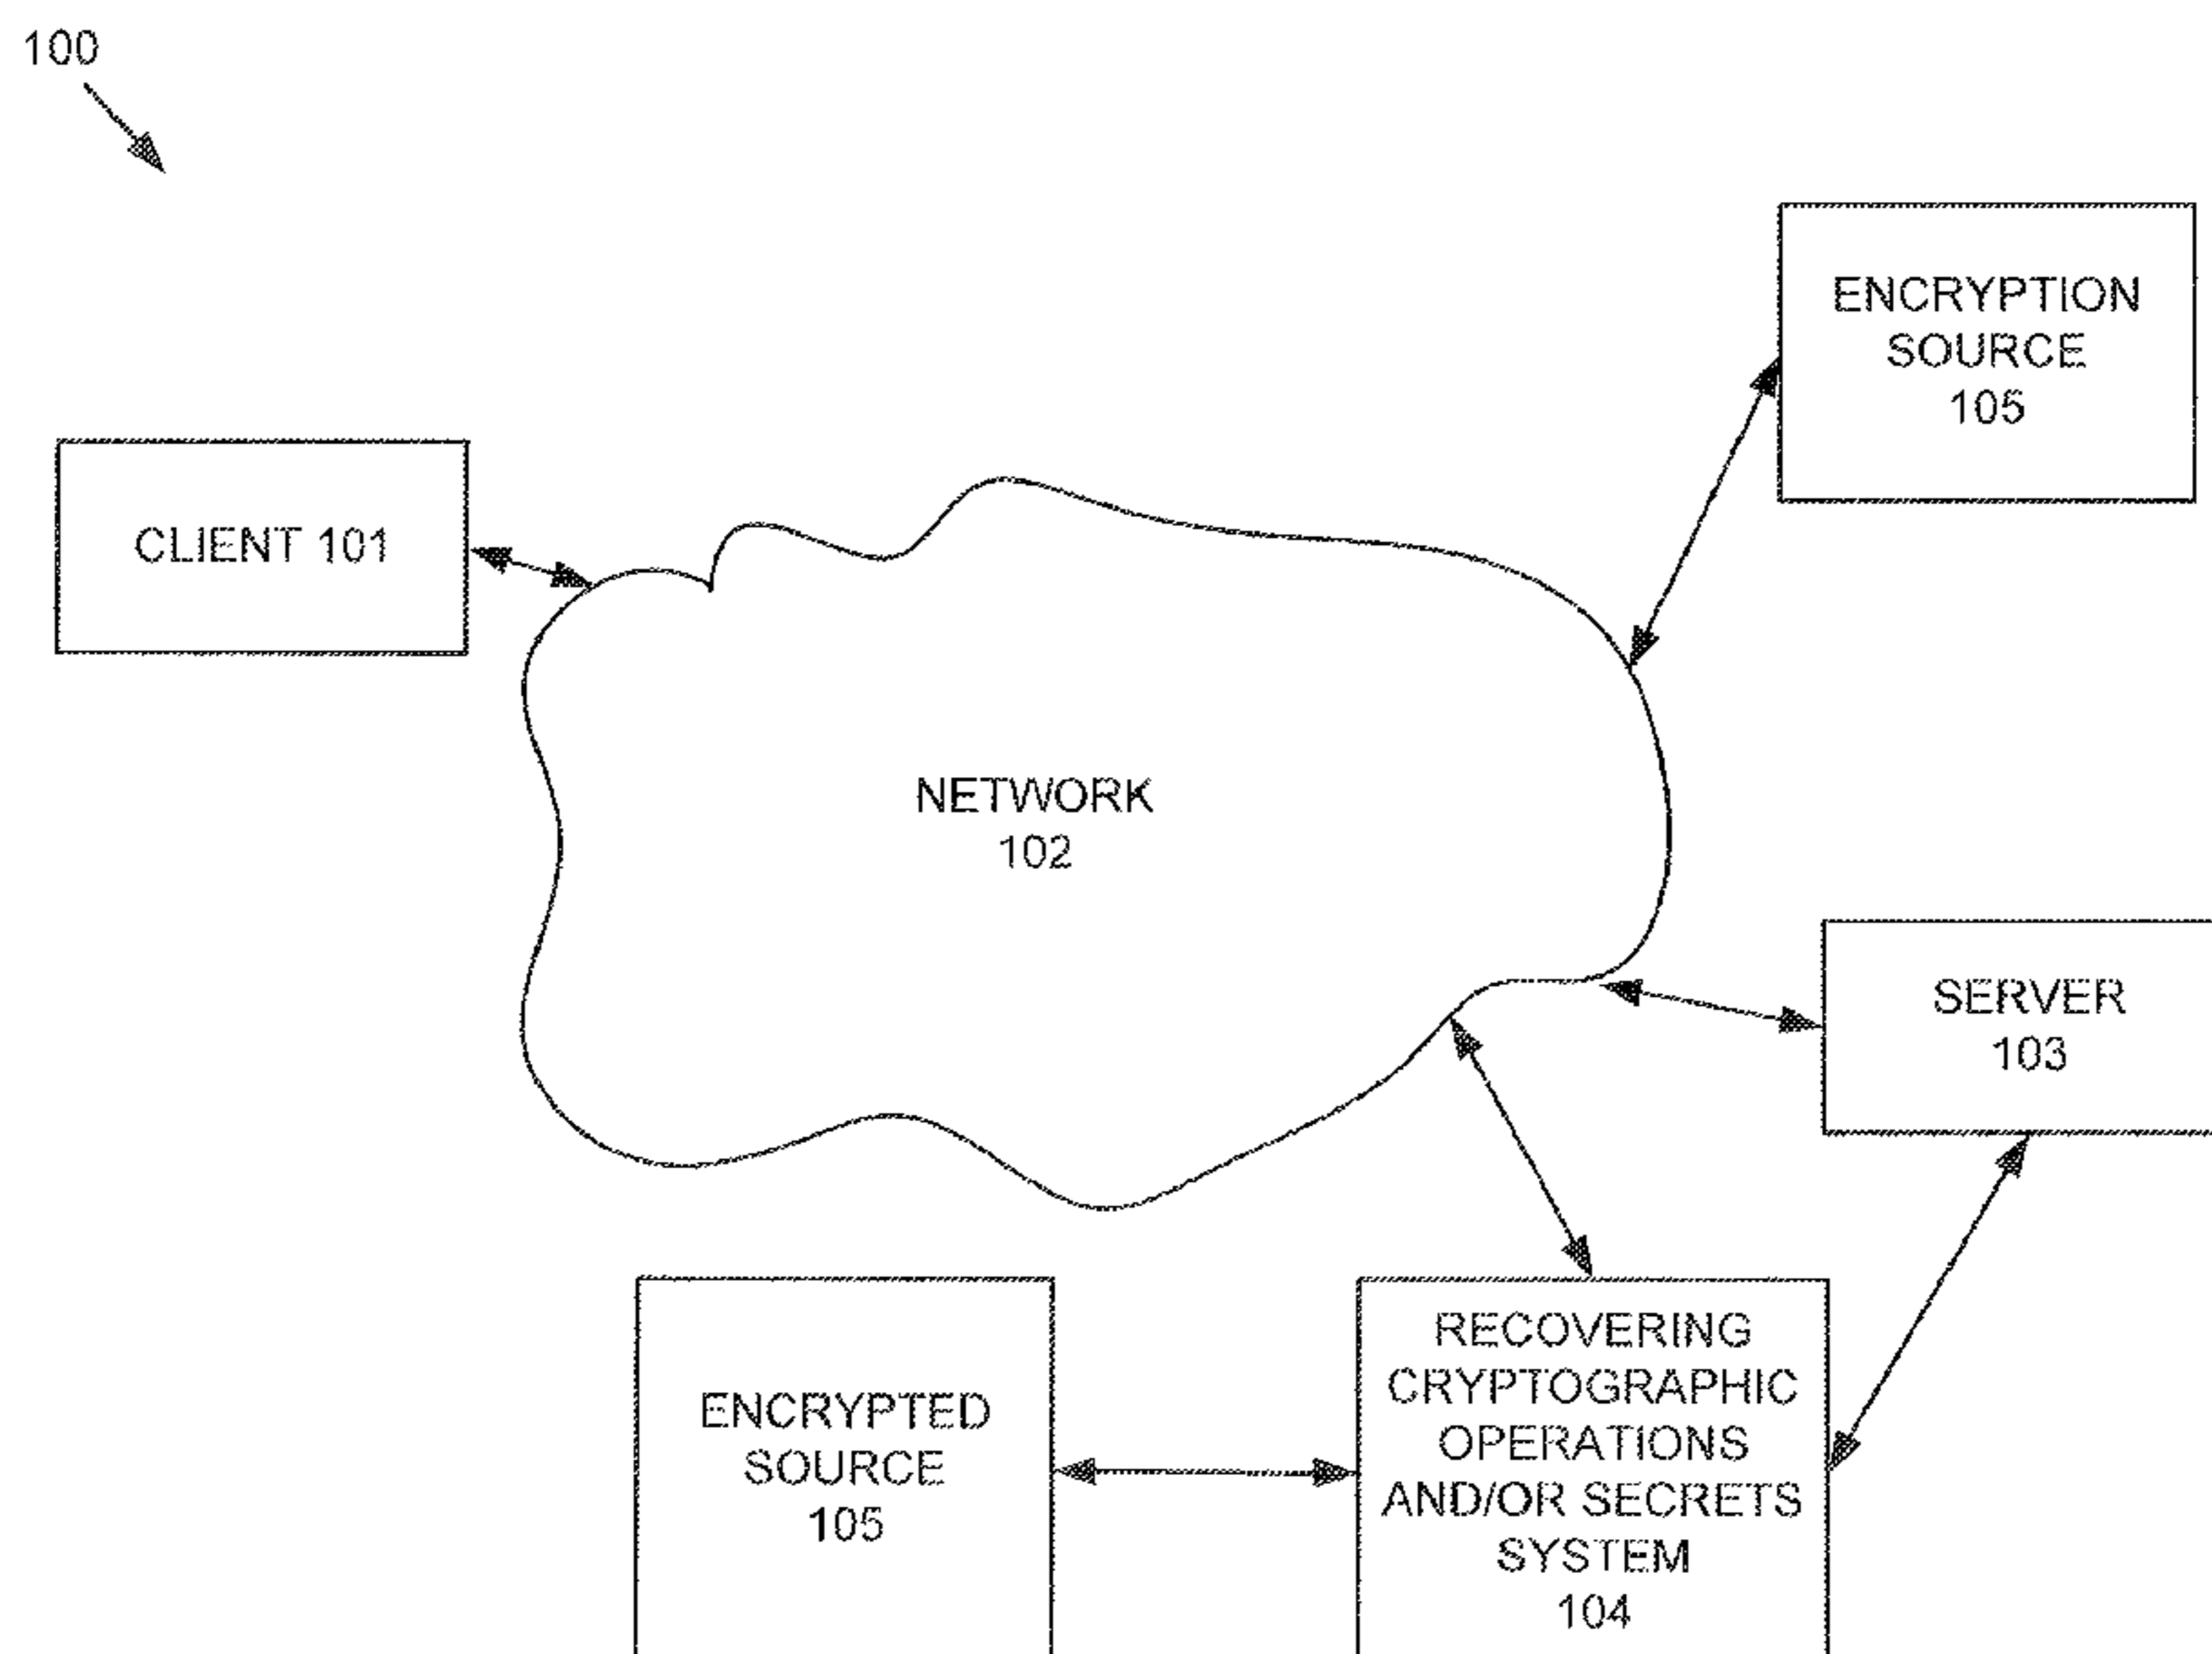 100
ENCRYPTION
SOURCE
105
CLIENT 101
NETWORK
102
SERVER
103
ENCRYPTED
SOURCE
105
RECOVERING
CRYPTOGRAPHIC
OPERATIONS
AND/OR SECRETS
SYSTEM
104